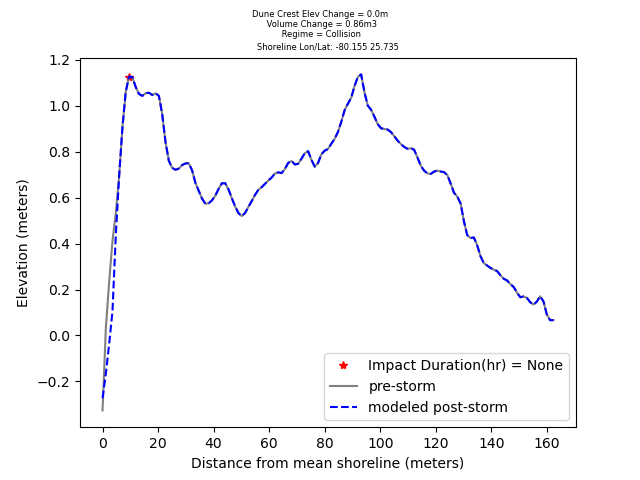 Dune Crest Elev Change = 0.0m
Volume Change = 0.86m3
Regime = Collision
Shoreline Lon/Lat: -80.155 25.735
1.2
1.0
0.8
0.6
0.4
0.2
0.0
−0.2
Elevation (meters)
Impact Duration(hr) = None
pre-storm
modeled post-storm
0 20 40 60 80 100 120 140 160
Distance from mean shoreline (meters)